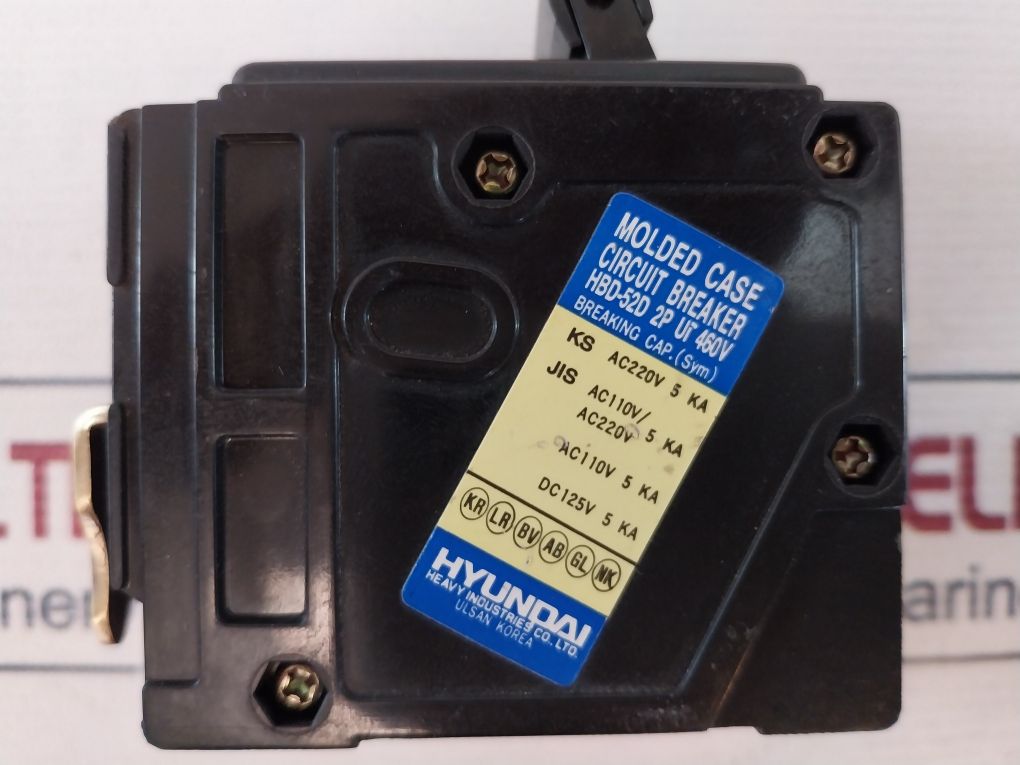 MOLDED CASE
CIRCUIT BREAKER
HBD-52D 2P Ui 460V
BREAKING CAP.(Sym)
KS AC220V 5 KA
JIS AC110V/
AC220V 5 KA
AC110V 5 KA
DC125V 5 KA
KR LR BV AB GL NK
HYUNDAI
HEAVY INDUSTRIES CO., LTD.
ULSAN KOREA